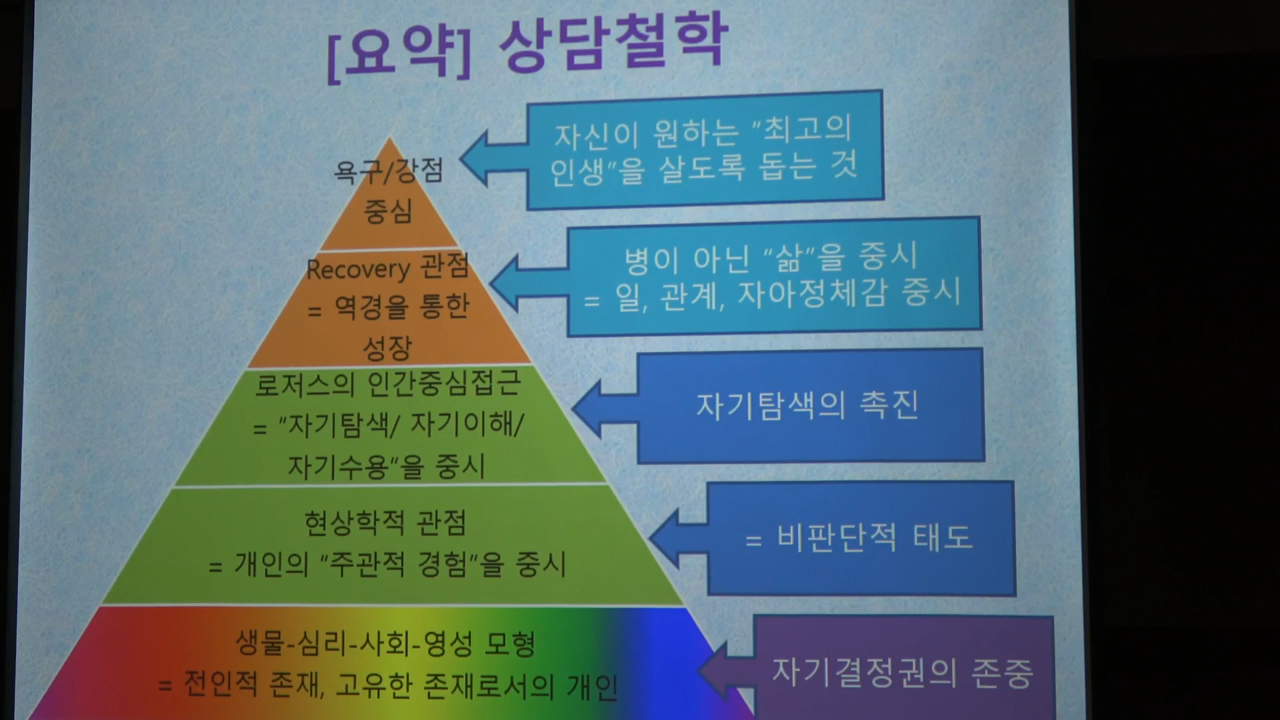 [요약] 상담철학
욕구/강점
중심
자신이 원하는 "최고의
인생"을 살도록 돕는 것
Recovery 관점
= 역경을 통한
성장
병이 아닌 "삶"을 중시
= 일, 관계, 자아정체감 중시
로저스의 인간중심접근
= "자기탐색/ 자기이해/
자기수용"을 중시
자기탐색의 촉진
현상학적 관점
= 개인의 "주관적 경험"을 중시
= 비판단적 태도
생물-심리-사회-영성 모형
= 전인적 존재, 고유한 존재로서의 개인
자기결정권의 존중